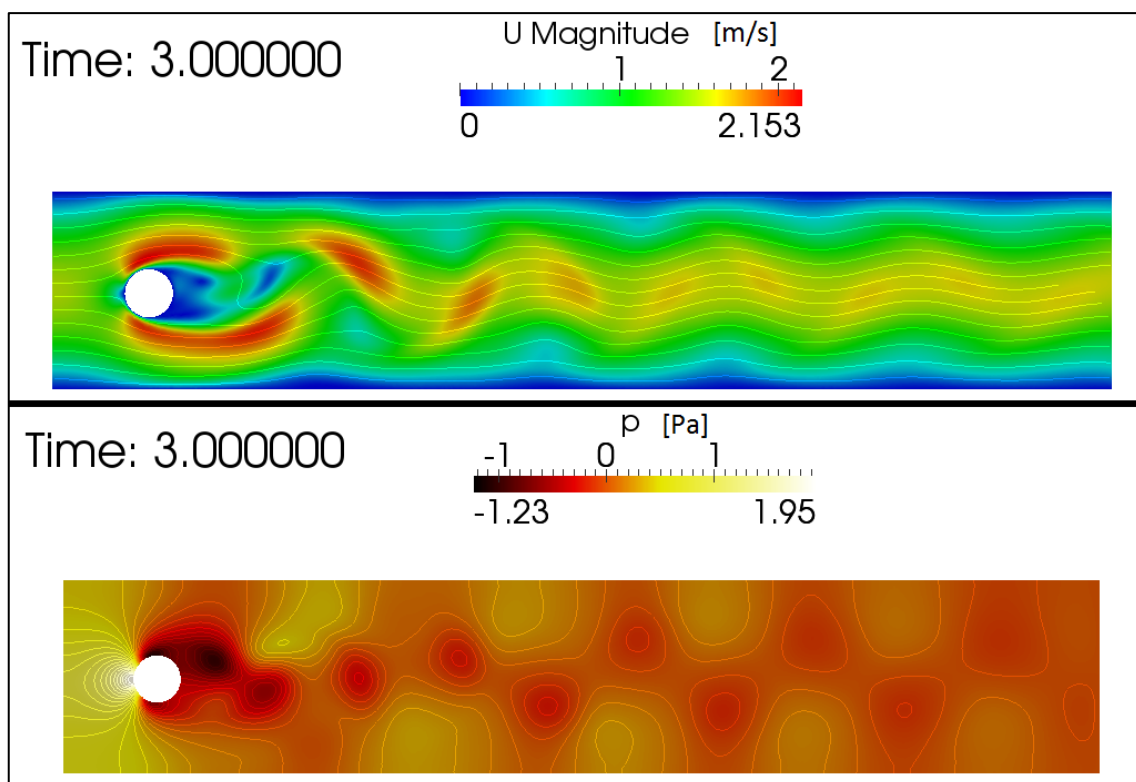 U Magnitude [m/s]
Time: 3.000000
1 2
0 2.153
p [Pa]
Time: 3.000000
-1 0 1
-1.23 1.95